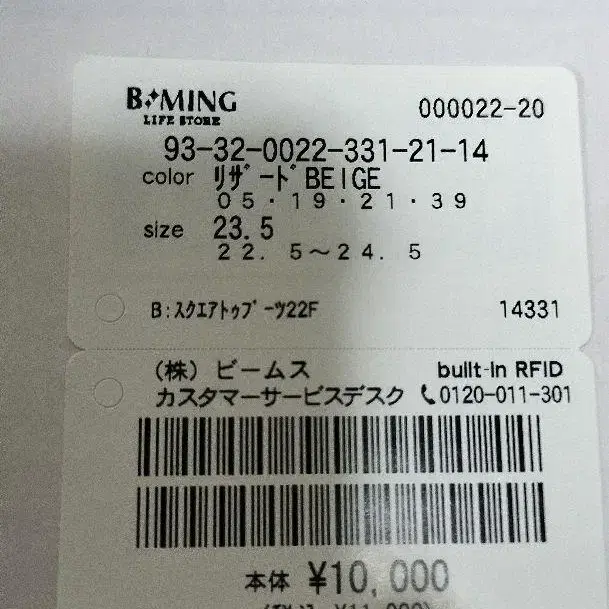 B:MING 000022-20
LIFE STORE
93-32-0022-331-21-14
color ﾘｻﾞｰﾄﾞBEIGE
05・19・21・39
size 23.5
22.5～24.5
B:ｽｸｴｱﾄｩﾌﾞｰﾂ22F 14331
(株)ビームス built-in RFID
カスタマーサービスデスク 0120-011-301
本体 ¥10,000